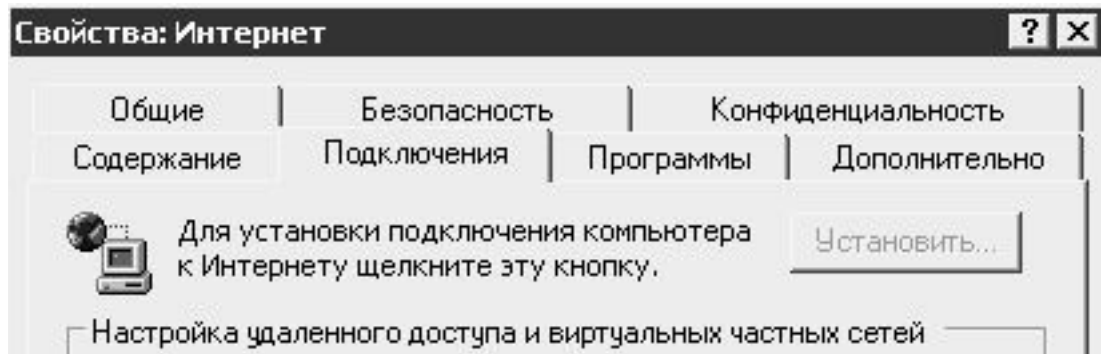 Свойства: Интернет
Общие Безопасность Конфиденциальность
Содержание Подключения Программы Дополнительно
Для установки подключения компьютера Установить...
к Интернету щелкните эту кнопку.
Настройка удаленного доступа и виртуальных частных сетей